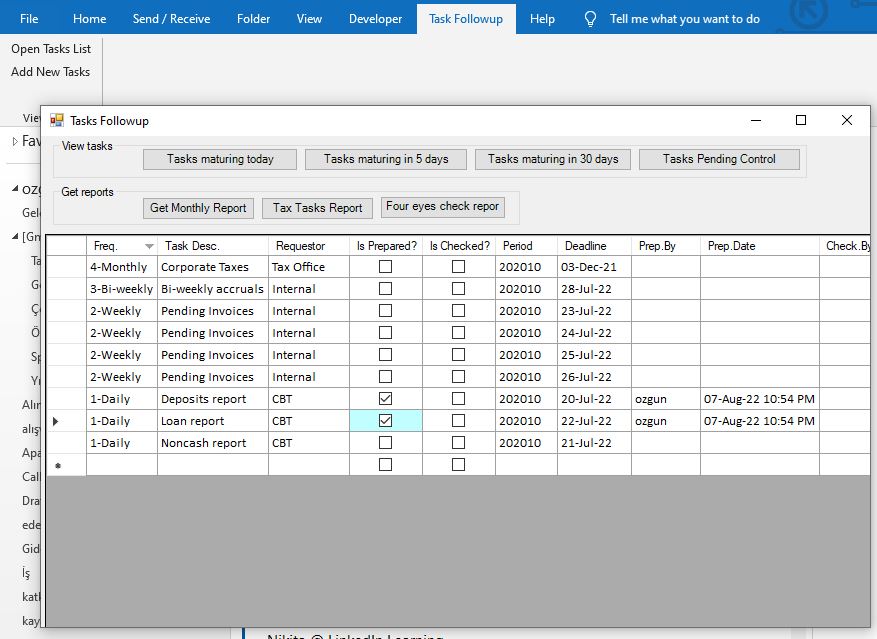 File Home Send / Receive Folder View Developer Task Followup Help Tell me what you want to do
Open Tasks List
Add New Tasks
Tasks Followup
View tasks
Tasks maturing today Tasks maturing in 5 days Tasks maturing in 30 days Tasks Pending Control
Get reports
Get Monthly Report Tax Tasks Report Four eyes check repor
Freq. Task Desc. Requestor Is Prepared? Is Checked? Period Deadline Prep.By Prep.Date Check.By
4-Monthly Corporate Taxes Tax Office 202010 03-Dec-21
3-Bi-weekly Bi-weekly accruals Internal 202010 28-Jul-22
2-Weekly Pending Invoices Internal 202010 23-Jul-22
2-Weekly Pending Invoices Internal 202010 24-Jul-22
2-Weekly Pending Invoices Internal 202010 25-Jul-22
2-Weekly Pending Invoices Internal 202010 26-Jul-22
1-Daily Deposits report CBT 202010 20-Jul-22 ozgun 07-Aug-22 10:54 PM
1-Daily Loan report CBT 202010 22-Jul-22 ozgun 07-Aug-22 10:54 PM
1-Daily Noncash report CBT 202010 21-Jul-22
Fav
[Gm
Alır
alış
Apa
Call
Dra
ede
Gid
İş
katl
kay
Nikita @ LinkedIn Learning